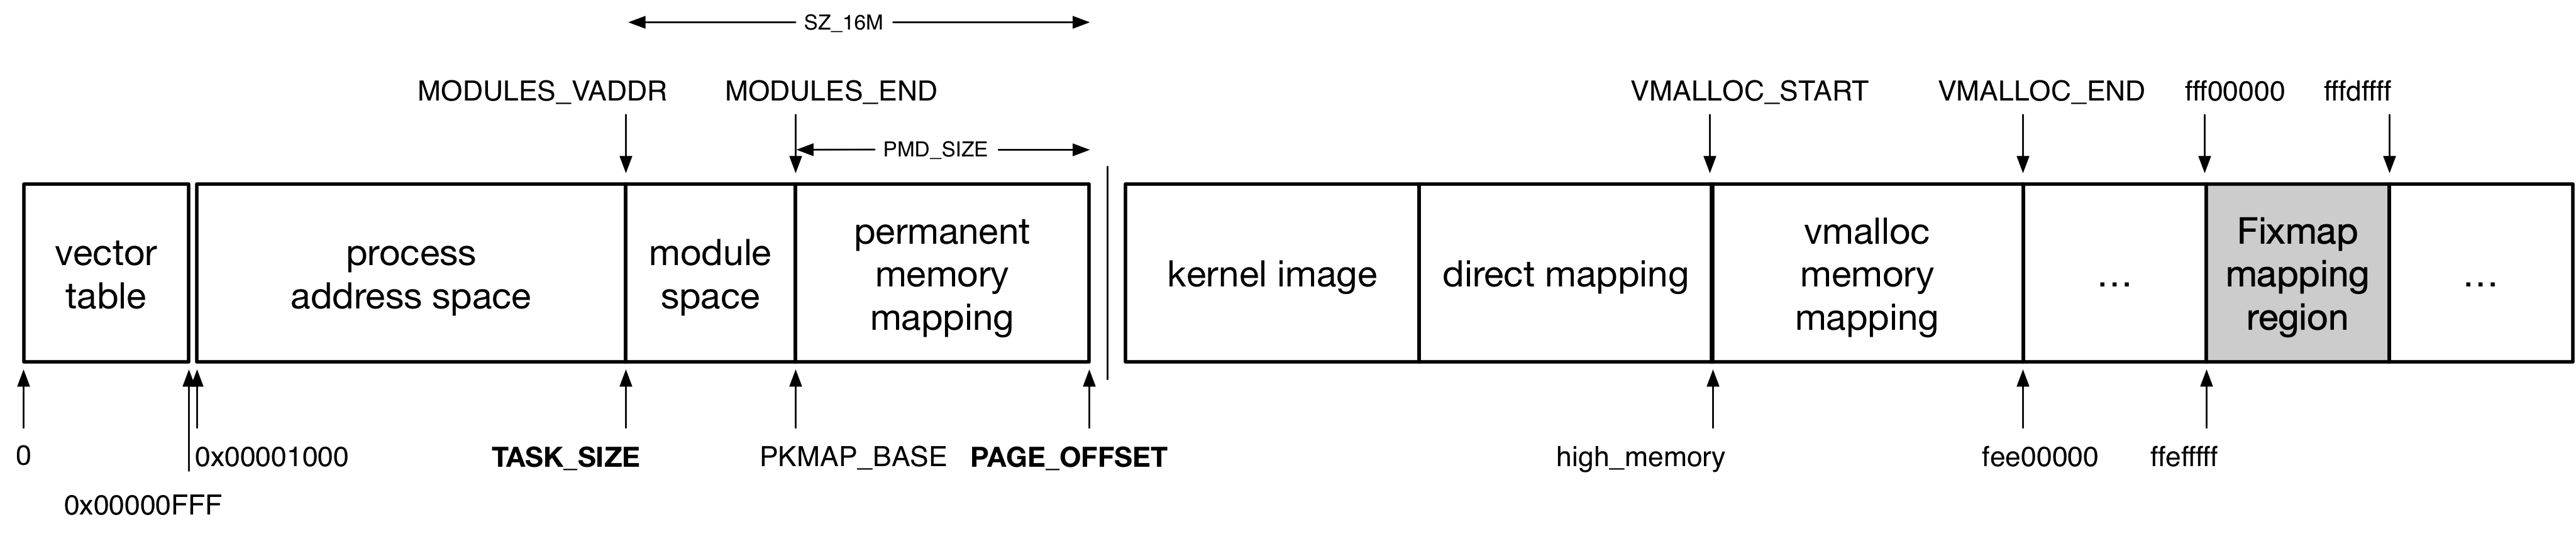 SZ_16M
MODULES_VADDR
MODULES_END
VMALLOC_START
VMALLOC_END
fff00000
fffdffff
PMD_SIZE
vector
table
process
address space
module
space
permanent
memory
mapping
kernel image
direct mapping
vmalloc
memory
mapping
...
Fixmap
mapping
region
...
0
0x00001000
TASK_SIZE
PKMAP_BASE
PAGE_OFFSET
high_memory
fee00000
ffefffff
0x00000FFF